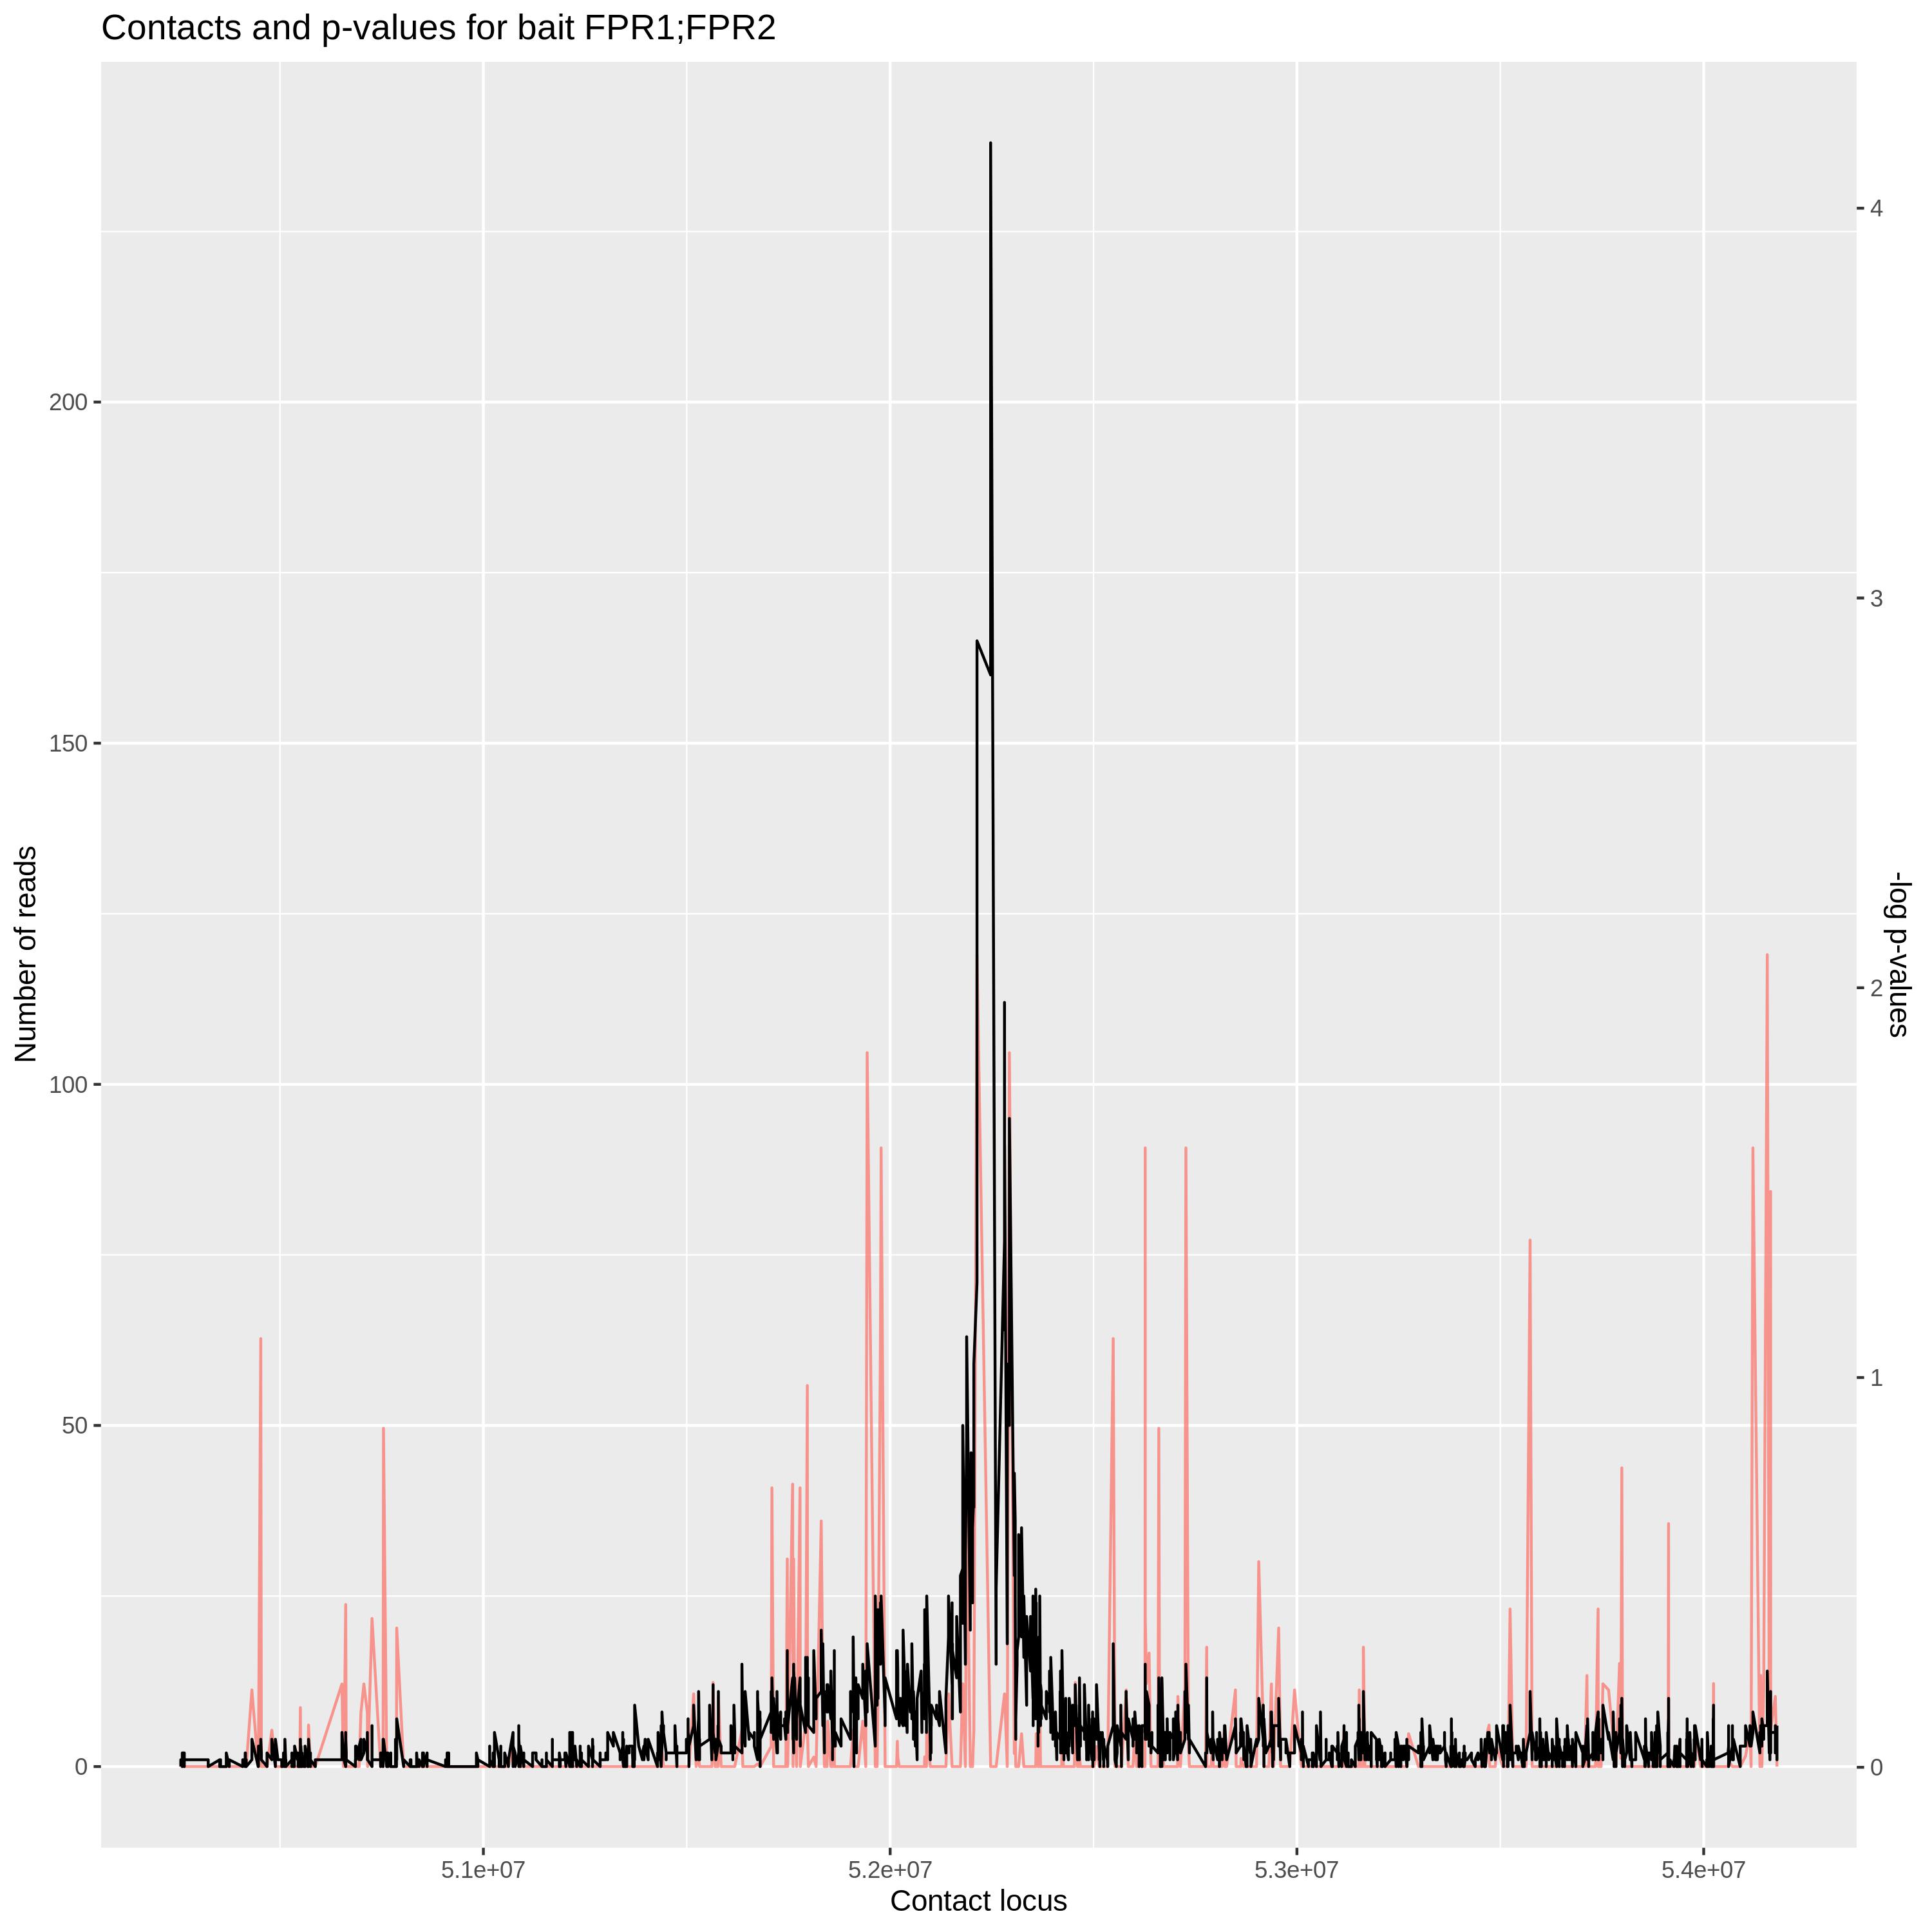 Contacts and p-values for bait FPR1;FPR2
Number of reads
200
150
100
50
0
4
3
2
1
0
-log p-values
5.1e+07
5.2e+07
5.3e+07
5.4e+07
Contact locus